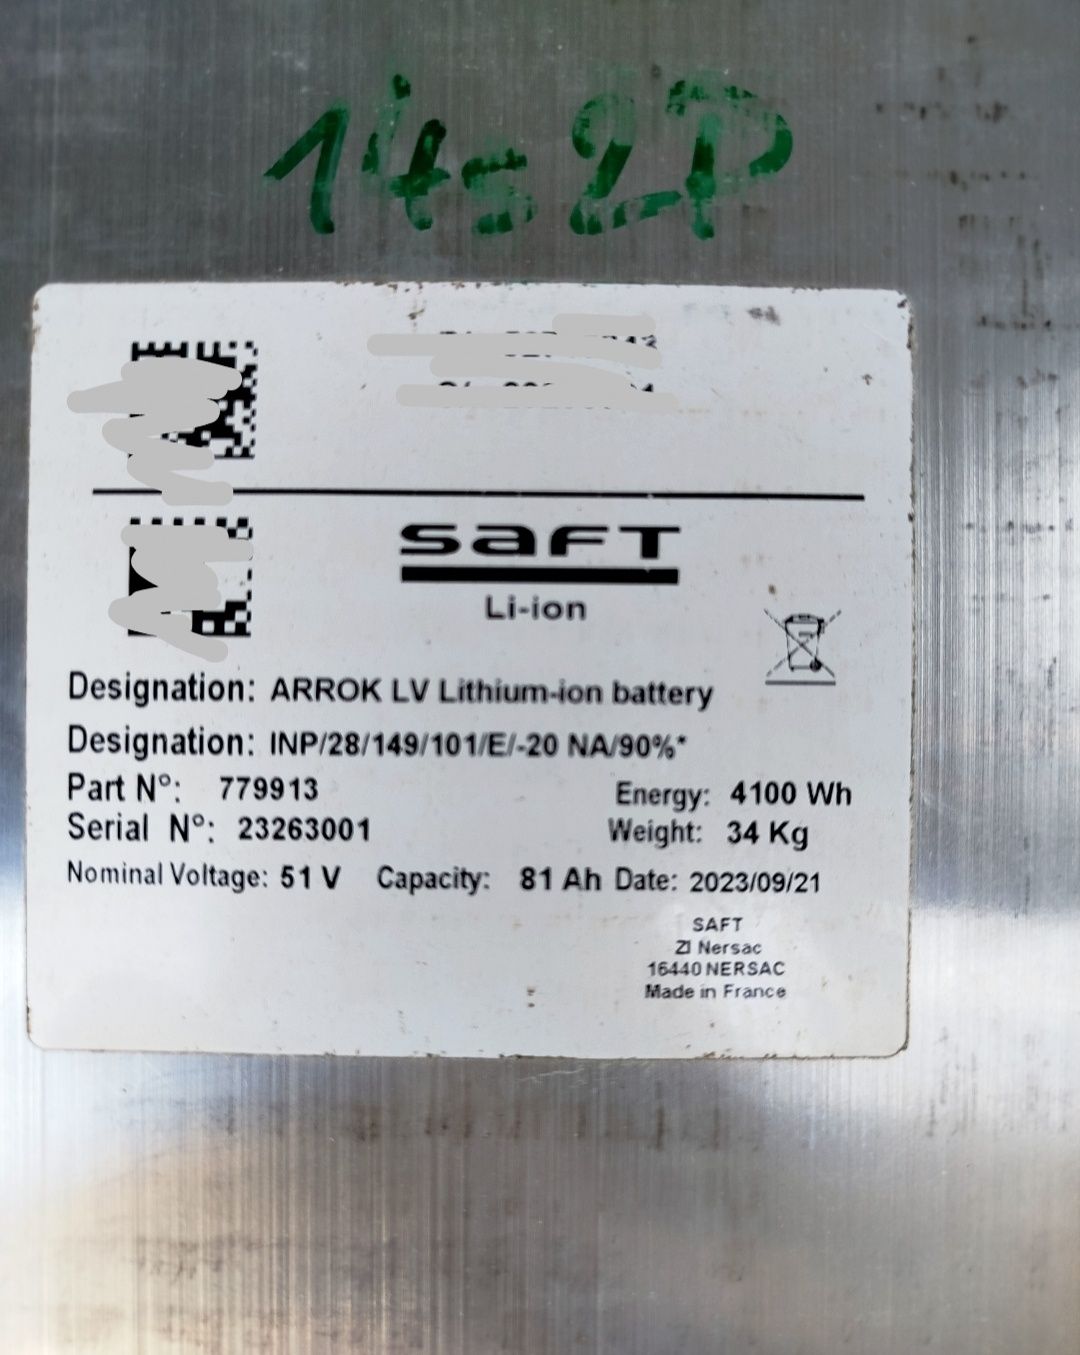 14s2P
saft
Li-ion
Designation: ARROK LV Lithium-ion battery
Designation: INP/28/149/101/E/-20 NA/90%*
Part N°: 779913 Energy: 4100 Wh
Serial N°: 23263001 Weight: 34 Kg
Nominal Voltage: 51 V Capacity: 81 Ah Date: 2023/09/21
SAFT
ZI Nersac
16440 NERSAC
Made in France